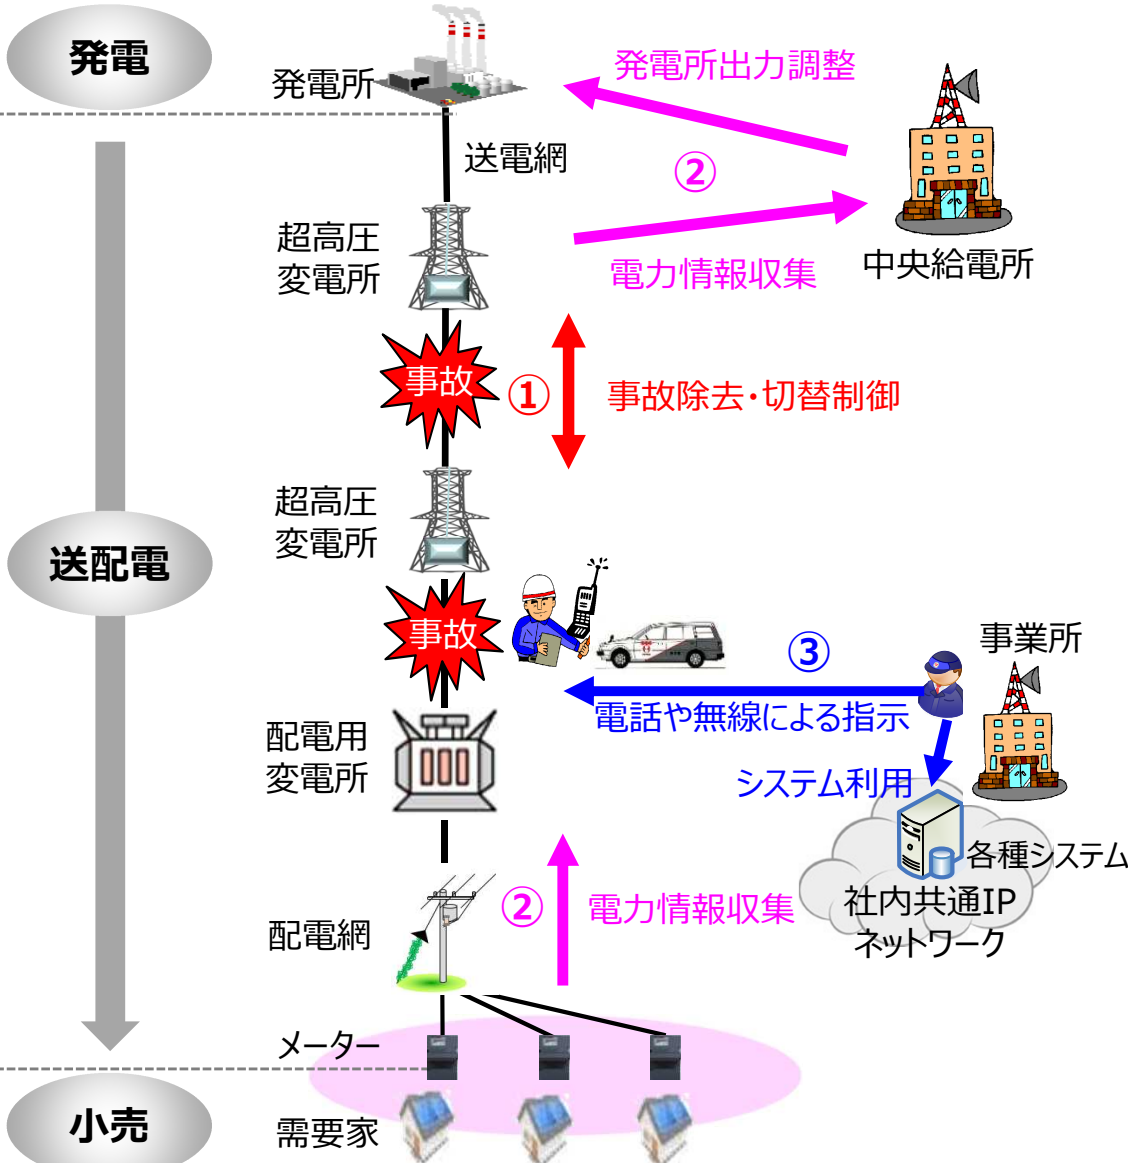 発電
発電所
発電所出力調整
送電網
②
超高圧
変電所
電力情報収集
中央給電所
事故
①
事故除去・切替制御
超高圧
変電所
送配電
事故
③
事業所
電話や無線による指示
配電用
変電所
システム利用
各種システム
社内共通IP
ネットワーク
②
電力情報収集
配電網
メーター
小売
需要家